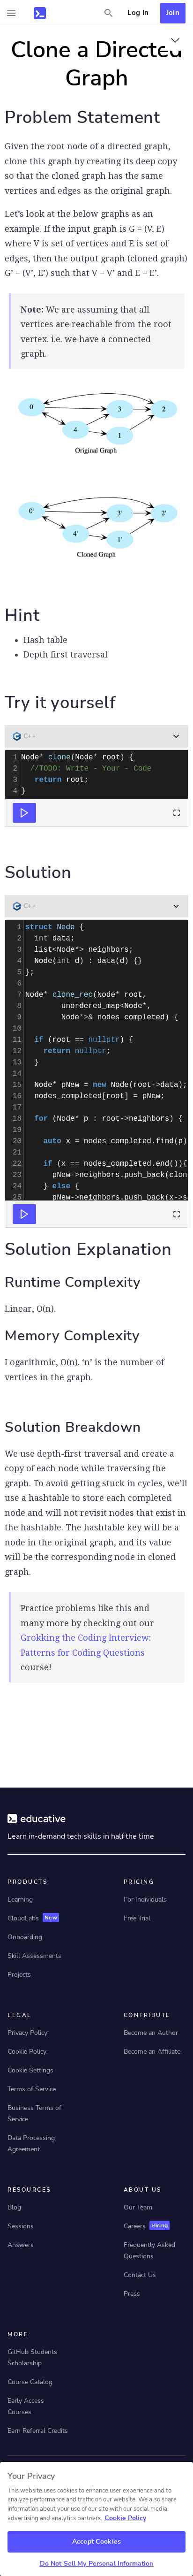 Log In
Join
Clone a Directed
Graph
Problem Statement
Given the root node of a directed graph,
clone this graph by creating its deep copy
so that the cloned graph has the same
vertices and edges as the original graph.
Let's look at the below graphs as an
example. If the input graph is G = (V, E)
where V is set of vertices and E is set of
edges, then the output graph (cloned graph)
G' = (V', E') such that V = V' and E = E'.
Note: We are assuming that all
vertices are reachable from the root
vertex. i.e. we have a connected
graph.
0
3
2
4
1
Original Graph
0'
3'
2'
4'
1'
Cloned Graph
Hint
Hash table
Depth first traversal
Try it yourself
C++
1 Node* clone(Node* root) {
2 //TODO: Write - Your - Code
3 return root;
4 }
Solution
C++
1 struct Node {
2 int data;
3 list<Node*> neighbors;
4 Node(int d) : data(d) {}
5 };
6
7 Node* clone_rec(Node* root,
8 unordered_map<Node*,
9 Node*>& nodes_completed) {
10
11 if (root == nullptr) {
12 return nullptr;
13 }
14
15 Node* pNew = new Node(root->data);
16 nodes_completed[root] = pNew;
17
18 for (Node* p : root->neighbors) {
19
20 auto x = nodes_completed.find(p)
21
22 if (x == nodes_completed.end()){
23 pNew->neighbors.push_back(clon
24 } else {
25 pNew->neighbors.push_back(x->s
Solution Explanation
Runtime Complexity
Linear, O(n).
Memory Complexity
Logarithmic, O(n). 'n' is the number of
vertices in the graph.
Solution Breakdown
We use depth-first traversal and create a
copy of each node while traversing the
graph. To avoid getting stuck in cycles, we'll
use a hashtable to store each completed
node and will not revisit nodes that exist in
the hashtable. The hashtable key will be a
node in the original graph, and its value
will be the corresponding node in cloned
graph.
Practice problems like this and
many more by checking out our
Grokking the Coding Interview:
Patterns for Coding Questions
course!
educative
Learn in-demand tech skills in half the time
PRODUCTS
Learning
CloudLabs New
Onboarding
Skill Assessments
Projects
PRICING
For Individuals
Free Trial
LEGAL
Privacy Policy
Cookie Policy
Cookie Settings
Terms of Service
Business Terms of
Service
Data Processing
Agreement
CONTRIBUTE
Become an Author
Become an Affiliate
RESOURCES
Blog
Sessions
Answers
ABOUT US
Our Team
Careers Hiring
Frequently Asked
Questions
Contact Us
Press
MORE
GitHub Students
Scholarship
Course Catalog
Early Access
Courses
Earn Referral Credits
Your Privacy
This website uses cookies to enhance user experience and to
analyze performance and traffic on our website. We also share
information about your use of our site with our social media,
advertising and analytics partners. Cookie Policy
Accept Cookies
Do Not Sell My Personal Information